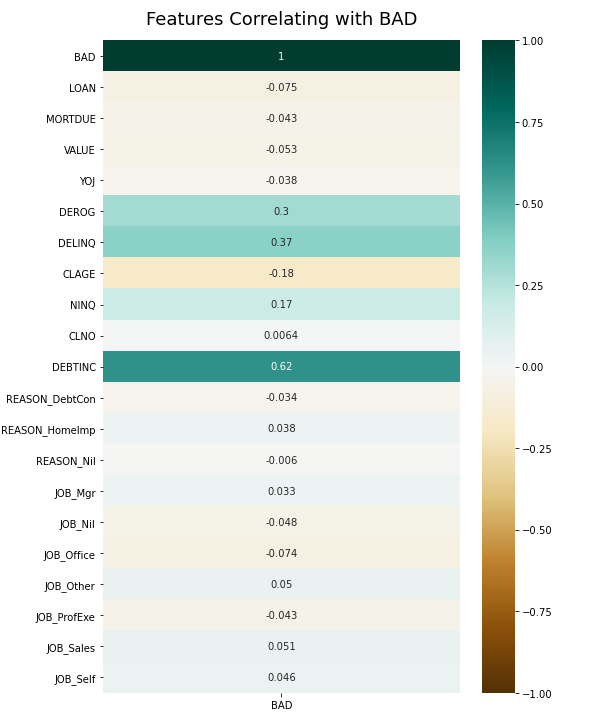 Features Correlating with BAD
BAD 1
LOAN -0.075
MORTDUE -0.043
VALUE -0.053
YOJ -0.038
DEROG 0.3
DELINQ 0.37
CLAGE -0.18
NINQ 0.17
CLNO 0.0064
DEBTINC 0.62
REASON_DebtCon -0.034
REASON_HomeImp 0.038
REASON_Nil -0.006
JOB_Mgr 0.033
JOB_Nil -0.048
JOB_Office -0.074
JOB_Other 0.05
JOB_ProfExe -0.043
JOB_Sales 0.051
JOB_Self 0.046
BAD
1.00
0.75
0.50
0.25
0.00
−0.25
−0.50
−0.75
−1.00